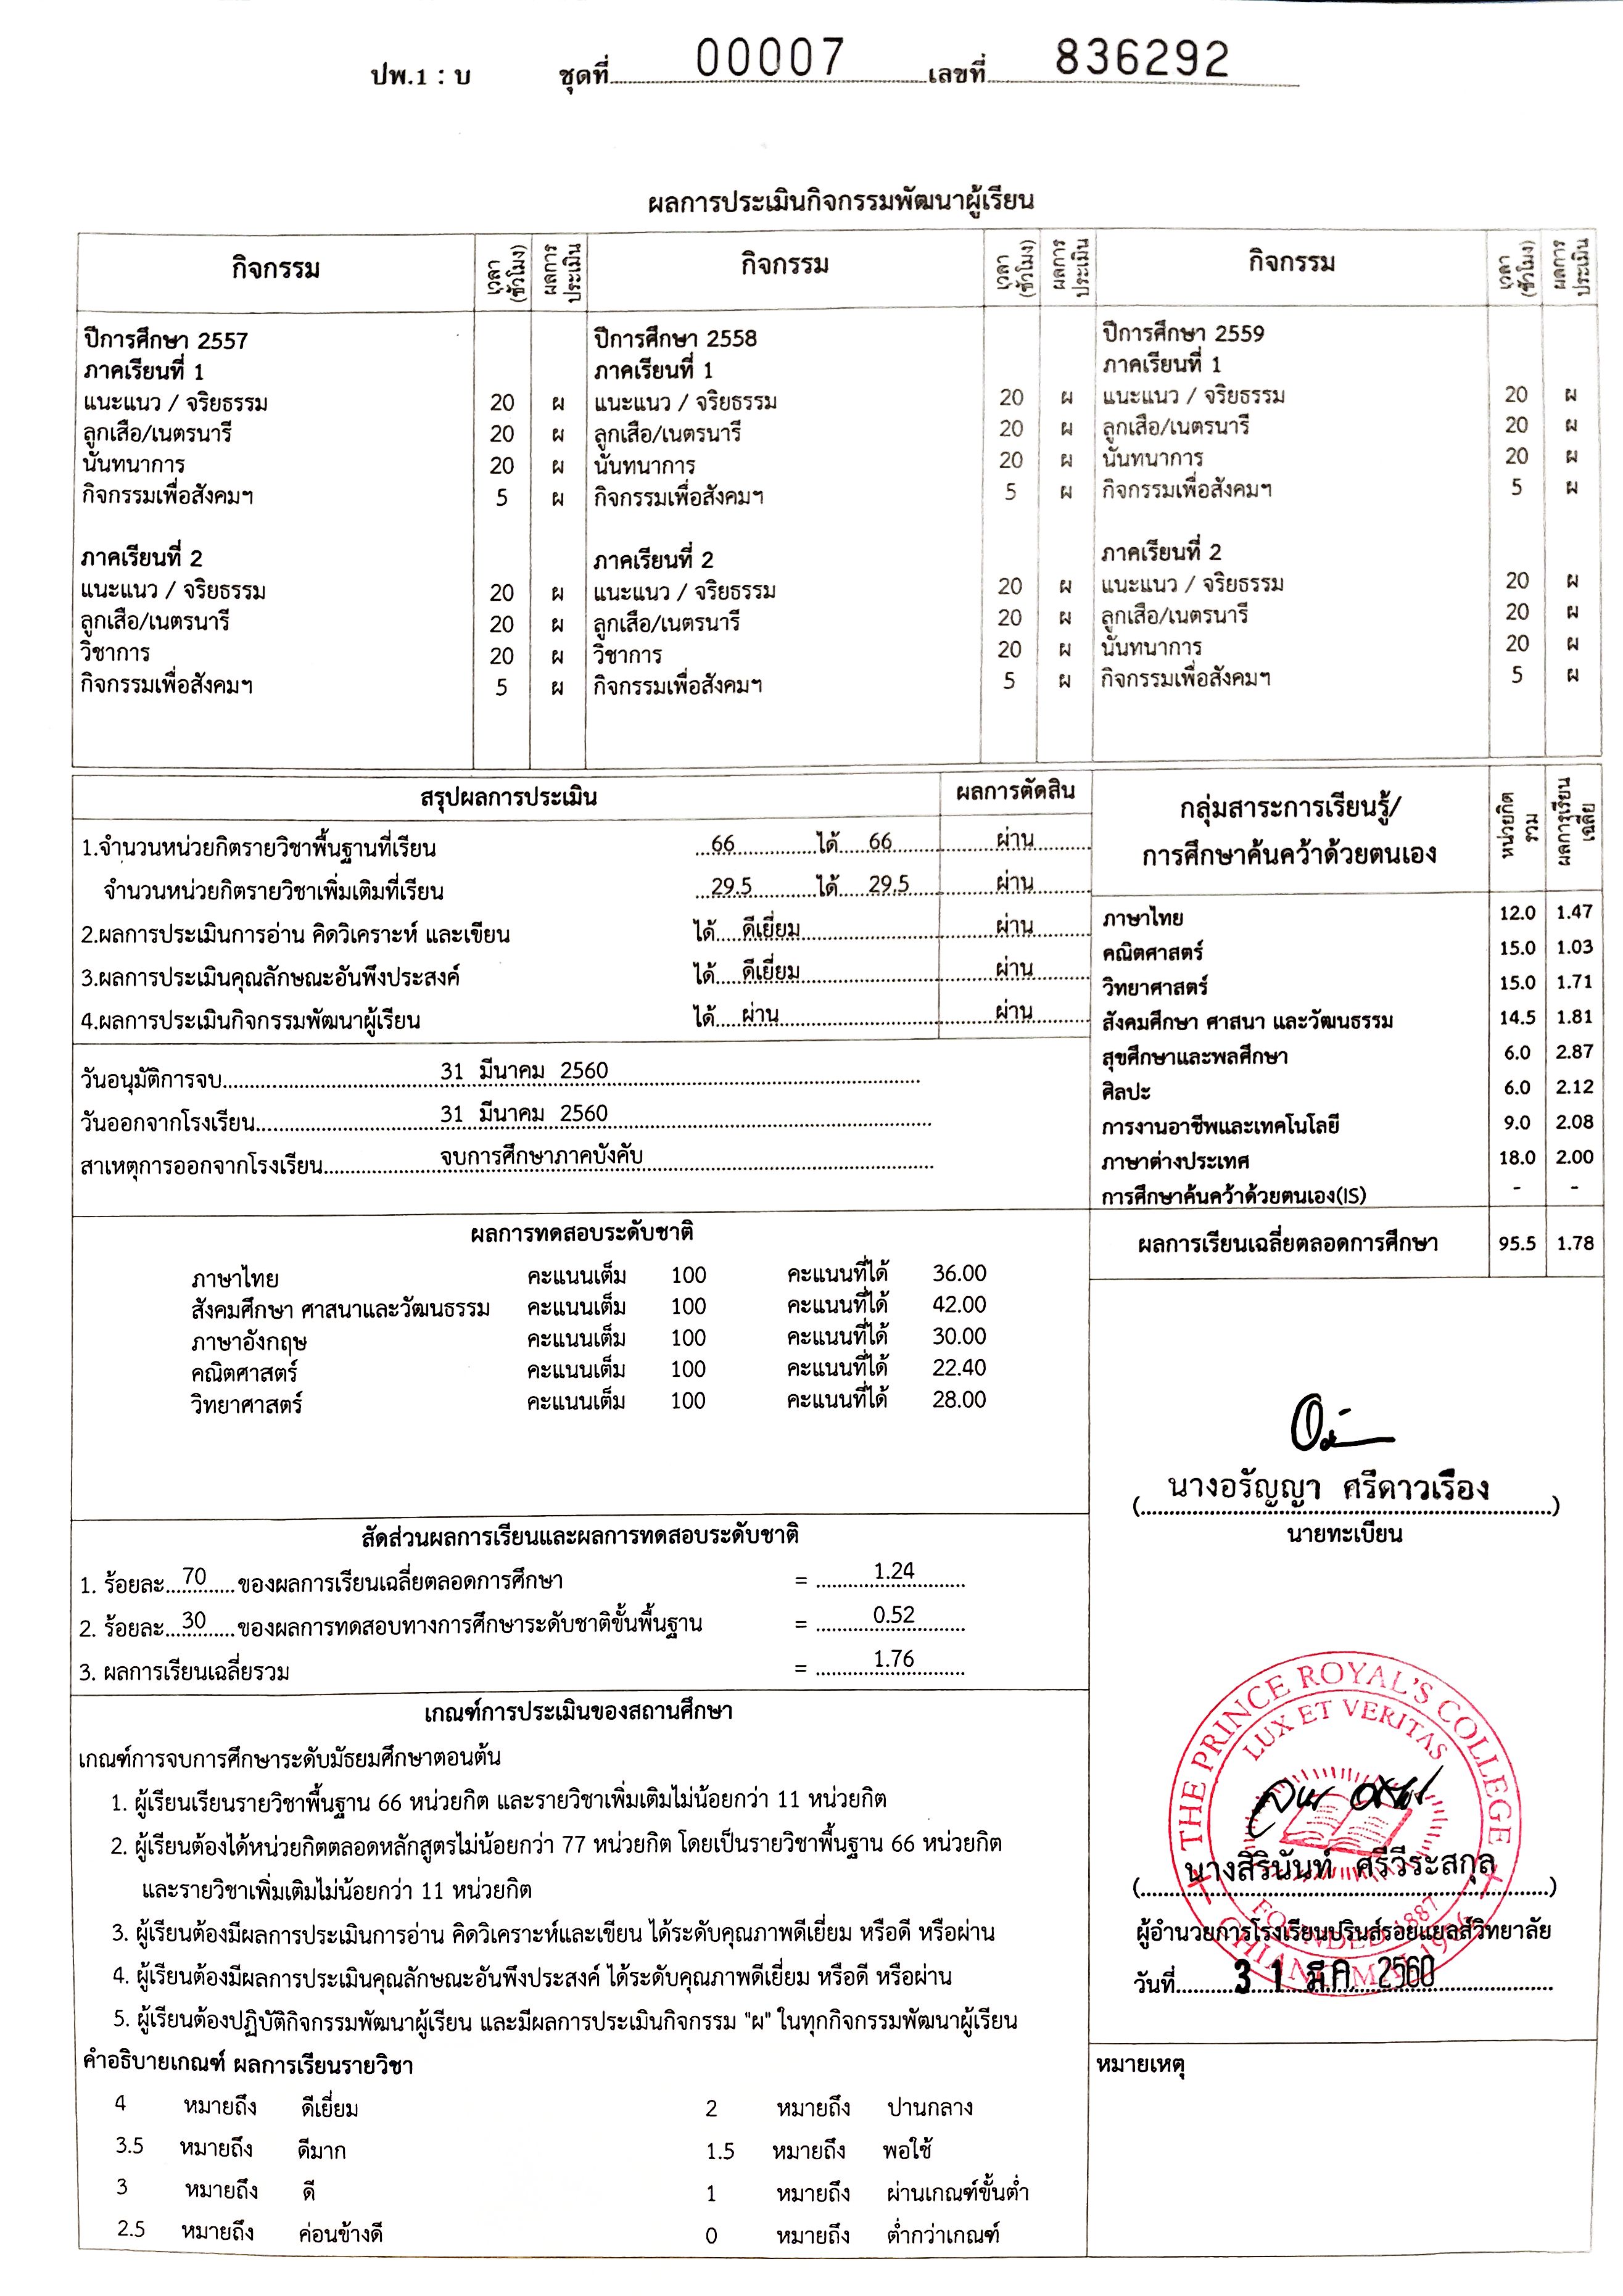 ปพ.1 : บ ชุดที่ 00007 เลขที่ 836292
ผลการประเมินกิจกรรมพัฒนาผู้เรียน
กิจกรรม เวลา (ชั่วโมง) ผลการประเมิน กิจกรรม เวลา (ชั่วโมง) ผลการประเมิน กิจกรรม เวลา (ชั่วโมง) ผลการประเมิน
ปีการศึกษา 2557 ปีการศึกษา 2558 ปีการศึกษา 2559
ภาคเรียนที่ 1 ภาคเรียนที่ 1 ภาคเรียนที่ 1
แนะแนว / จริยธรรม 20 ผ แนะแนว / จริยธรรม 20 ผ แนะแนว / จริยธรรม 20 ผ
ลูกเสือ/เนตรนารี 20 ผ ลูกเสือ/เนตรนารี 20 ผ ลูกเสือ/เนตรนารี 20 ผ
นันทนาการ 20 ผ นันทนาการ 20 ผ นันทนาการ 20 ผ
กิจกรรมเพื่อสังคมฯ 5 ผ กิจกรรมเพื่อสังคมฯ 5 ผ กิจกรรมเพื่อสังคมฯ 5 ผ
ภาคเรียนที่ 2 ภาคเรียนที่ 2 ภาคเรียนที่ 2
แนะแนว / จริยธรรม 20 ผ แนะแนว / จริยธรรม 20 ผ แนะแนว / จริยธรรม 20 ผ
ลูกเสือ/เนตรนารี 20 ผ ลูกเสือ/เนตรนารี 20 ผ ลูกเสือ/เนตรนารี 20 ผ
วิชาการ 20 ผ วิชาการ 20 ผ นันทนาการ 20 ผ
กิจกรรมเพื่อสังคมฯ 5 ผ กิจกรรมเพื่อสังคมฯ 5 ผ กิจกรรมเพื่อสังคมฯ 5 ผ
สรุปผลการประเมิน ผลการตัดสิน
1.จำนวนหน่วยกิตรายวิชาพื้นฐานที่เรียน 66 ได้ 66 ผ่าน
จำนวนหน่วยกิตรายวิชาเพิ่มเติมที่เรียน 29.5 ได้ 29.5 ผ่าน
2.ผลการประเมินการอ่าน คิดวิเคราะห์ และเขียน ได้ ดีเยี่ยม ผ่าน
3.ผลการประเมินคุณลักษณะอันพึงประสงค์ ได้ ดีเยี่ยม ผ่าน
4.ผลการประเมินกิจกรรมพัฒนาผู้เรียน ได้ ผ่าน ผ่าน
วันอนุมัติการจบ 31 มีนาคม 2560
วันออกจากโรงเรียน 31 มีนาคม 2560
สาเหตุการออกจากโรงเรียน จบการศึกษาภาคบังคับ
กลุ่มสาระการเรียนรู้/
การศึกษาค้นคว้าด้วยตนเอง หน่วยกิตรวม ผลการเรียนเฉลี่ย
ภาษาไทย 12.0 1.47
คณิตศาสตร์ 15.0 1.03
วิทยาศาสตร์ 15.0 1.71
สังคมศึกษา ศาสนา และวัฒนธรรม 14.5 1.81
สุขศึกษาและพลศึกษา 6.0 2.87
ศิลปะ 6.0 2.12
การงานอาชีพและเทคโนโลยี 9.0 2.08
ภาษาต่างประเทศ 18.0 2.00
การศึกษาค้นคว้าด้วยตนเอง(IS) - -
ผลการเรียนเฉลี่ยตลอดการศึกษา 95.5 1.78
ผลการทดสอบระดับชาติ
ภาษาไทย คะแนนเต็ม 100 คะแนนที่ได้ 36.00
สังคมศึกษา ศาสนาและวัฒนธรรม คะแนนเต็ม 100 คะแนนที่ได้ 42.00
ภาษาอังกฤษ คะแนนเต็ม 100 คะแนนที่ได้ 30.00
คณิตศาสตร์ คะแนนเต็ม 100 คะแนนที่ได้ 22.40
วิทยาศาสตร์ คะแนนเต็ม 100 คะแนนที่ได้ 28.00
สัดส่วนผลการเรียนและผลการทดสอบระดับชาติ
1. ร้อยละ 70 ของผลการเรียนเฉลี่ยตลอดการศึกษา = 1.24
2. ร้อยละ 30 ของผลการทดสอบทางการศึกษาระดับชาติขั้นพื้นฐาน = 0.52
3. ผลการเรียนเฉลี่ยรวม = 1.76
เกณฑ์การประเมินของสถานศึกษา
เกณฑ์การจบการศึกษาระดับมัธยมศึกษาตอนต้น
1. ผู้เรียนเรียนรายวิชาพื้นฐาน 66 หน่วยกิต และรายวิชาเพิ่มเติมไม่น้อยกว่า 11 หน่วยกิต
2. ผู้เรียนต้องได้หน่วยกิตตลอดหลักสูตรไม่น้อยกว่า 77 หน่วยกิต โดยเป็นรายวิชาพื้นฐาน 66 หน่วยกิต
และรายวิชาเพิ่มเติมไม่น้อยกว่า 11 หน่วยกิต
3. ผู้เรียนต้องมีผลการประเมินการอ่าน คิดวิเคราะห์และเขียน ได้ระดับคุณภาพดีเยี่ยม หรือดี หรือผ่าน
4. ผู้เรียนต้องมีผลการประเมินคุณลักษณะอันพึงประสงค์ ได้ระดับคุณภาพดีเยี่ยม หรือดี หรือผ่าน
5. ผู้เรียนต้องปฏิบัติกิจกรรมพัฒนาผู้เรียน และมีผลการประเมินกิจกรรม "ผ" ในทุกกิจกรรมพัฒนาผู้เรียน
คำอธิบายเกณฑ์ ผลการเรียนรายวิชา
4 หมายถึง ดีเยี่ยม 2 หมายถึง ปานกลาง
3.5 หมายถึง ดีมาก 1.5 หมายถึง พอใช้
3 หมายถึง ดี 1 หมายถึง ผ่านเกณฑ์ขั้นต่ำ
2.5 หมายถึง ค่อนข้างดี 0 หมายถึง ต่ำกว่าเกณฑ์
(นางอรัญญา ศรีดาวเรือง)
นายทะเบียน
THE PRINCE ROYAL'S COLLEGE
LUX ET VERITAS
(นางสิรินันท์ ศรีวีระสกุล)
FOUNDED 1887
CHIANG MAI 1906
ผู้อำนวยการโรงเรียนปรินส์รอยแยลส์วิทยาลัย
วันที่ 31 มี.ค. 2560
หมายเหตุ